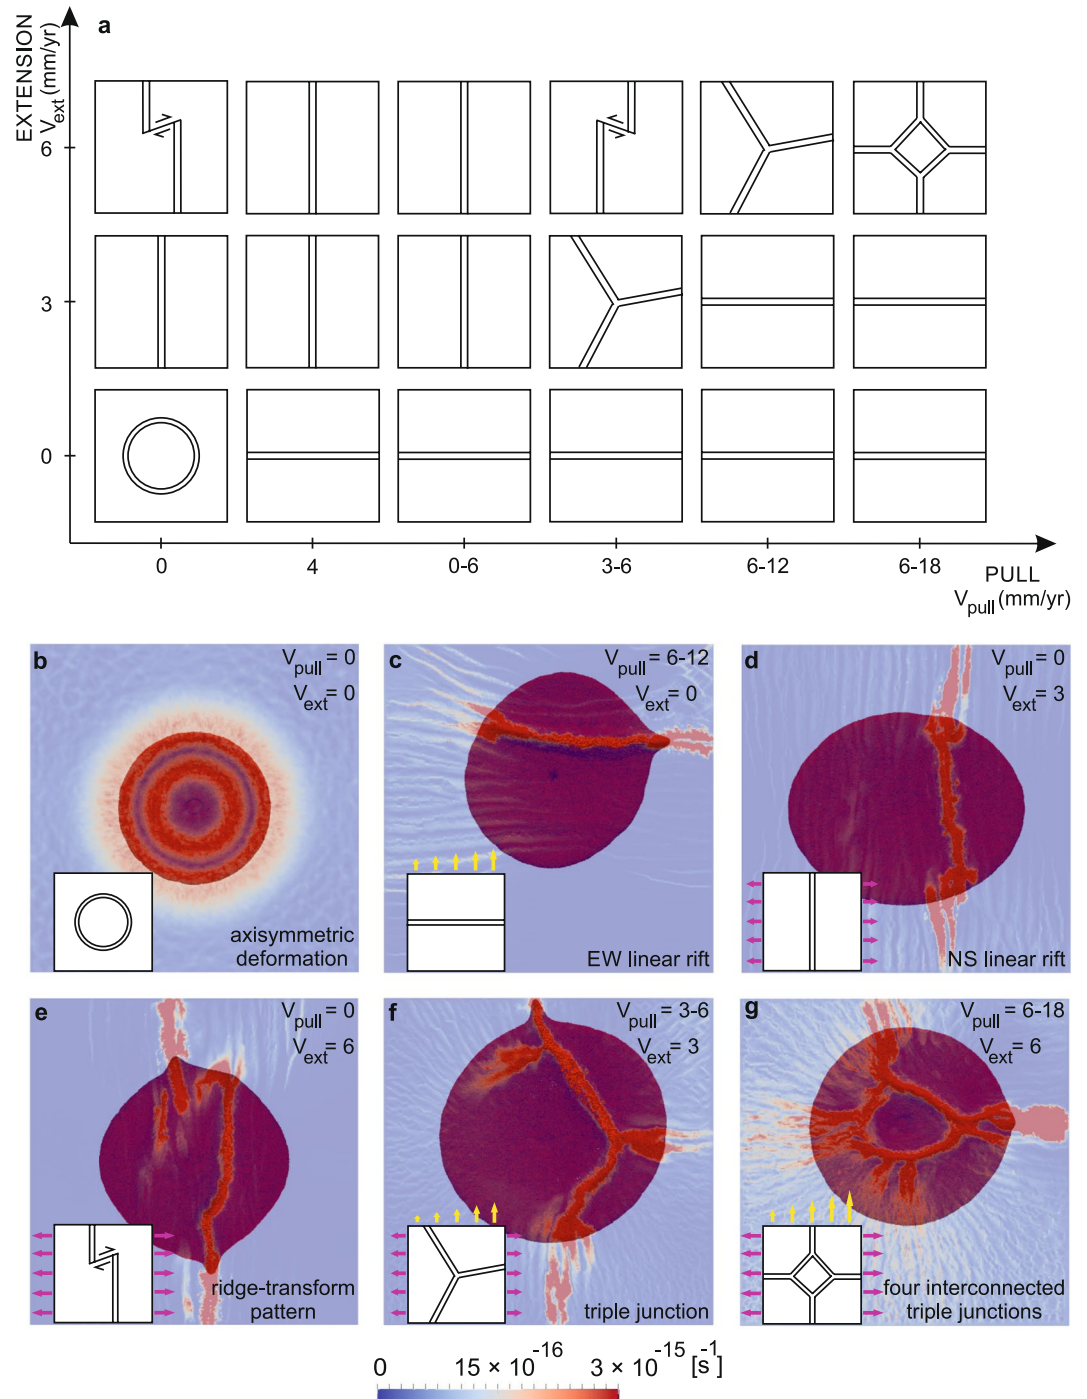 EXTENSION
V_ext (mm/yr)
a
6
3
0
0 4 0-6 3-6 6-12 6-18
PULL
V_pull (mm/yr)
b
V_pull = 0
V_ext = 0
axisymmetric
deformation
c
V_pull = 6-12
V_ext = 0
EW linear rift
d
V_pull = 0
V_ext = 3
NS linear rift
e
V_pull = 0
V_ext = 6
ridge-transform
pattern
f
V_pull = 3-6
V_ext = 3
triple junction
g
V_pull = 6-18
V_ext = 6
four interconnected
triple junctions
0 15 × 10^-16 3 × 10^-15 [s^-1]